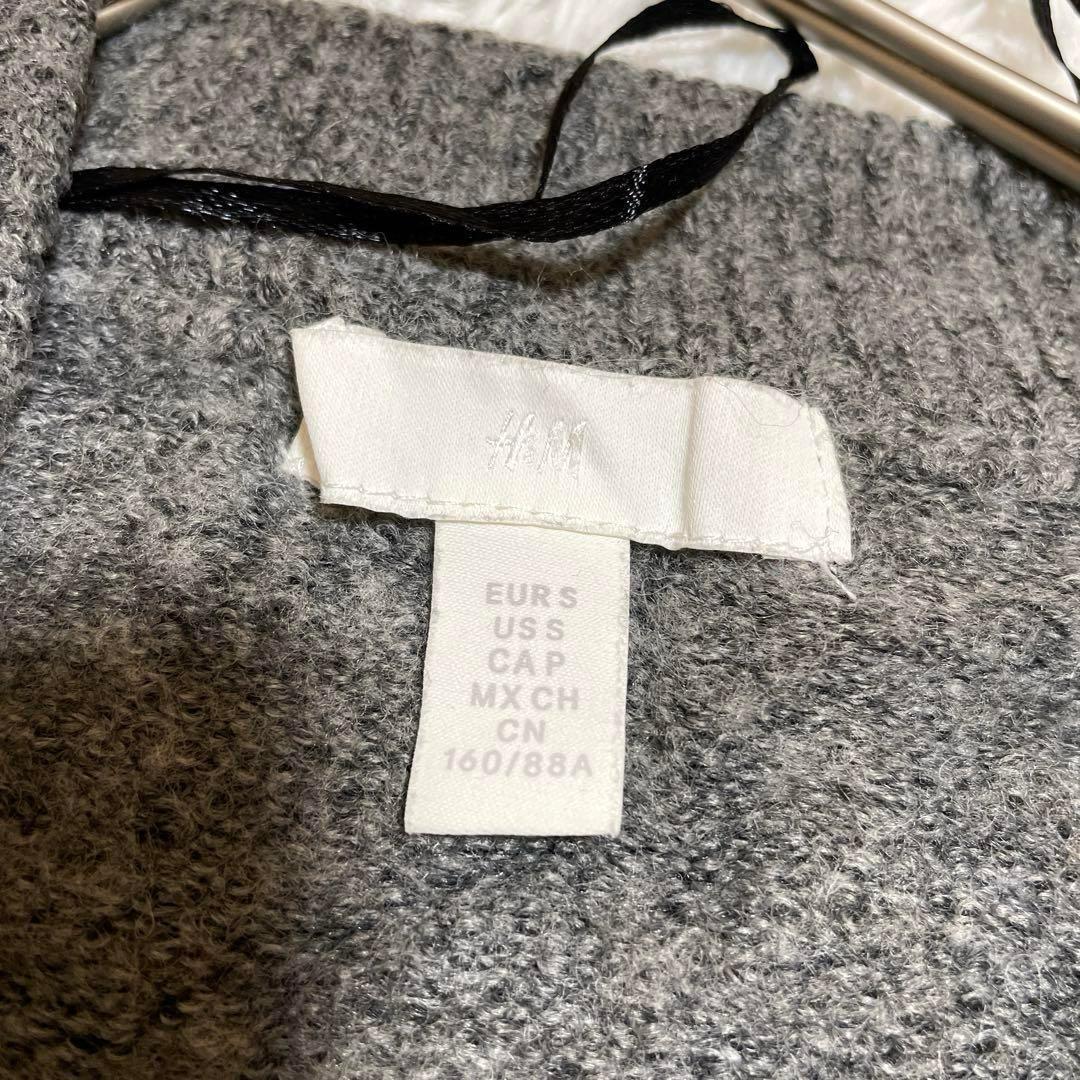 H&M
EUR S
US S
CA P
MX CH
CN
160/88A